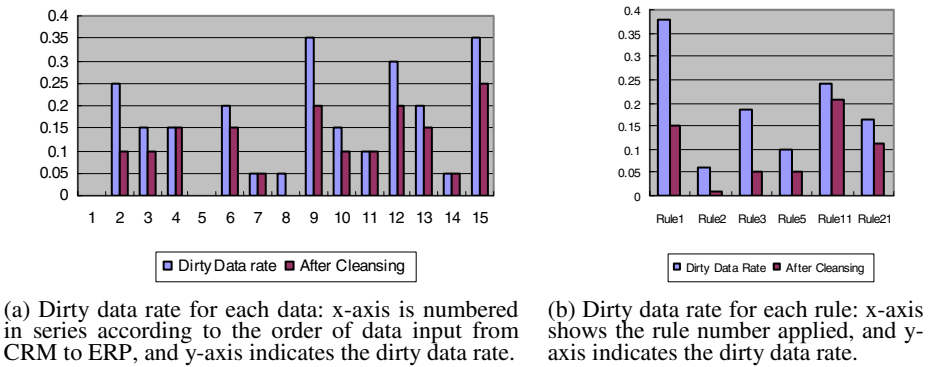 0.4
0.35
0.3
0.25
0.2
0.15
0.1
0.05
0
1 2 3 4 5 6 7 8 9 10 11 12 13 14 15
Dirty Data rate After Cleansing
0.4
0.35
0.3
0.25
0.2
0.15
0.1
0.05
0
Rule1 Rule2 Rule3 Rule5 Rule11 Rule21
Dirty Data Rate After Cleansing
(a) Dirty data rate for each data: x-axis is numbered
in series according to the order of data input from
CRM to ERP, and y-axis indicates the dirty data rate.
(b) Dirty data rate for each rule: x-axis
shows the rule number applied, and y-
axis indicates the dirty data rate.